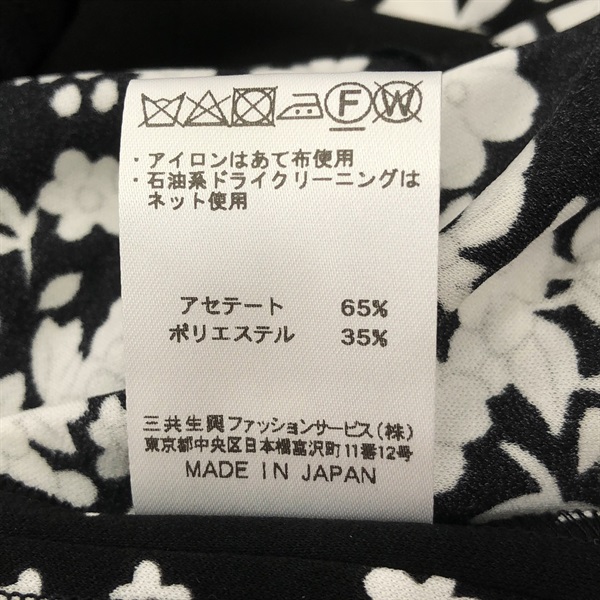 F W
・アイロンはあて布使用
・石油系ドライクリーニングは
ネット使用
アセテート 65%
ポリエステル 35%
三共生興ファッションサービス(株)
東京都中央区日本橋富沢町11番12号
MADE IN JAPAN